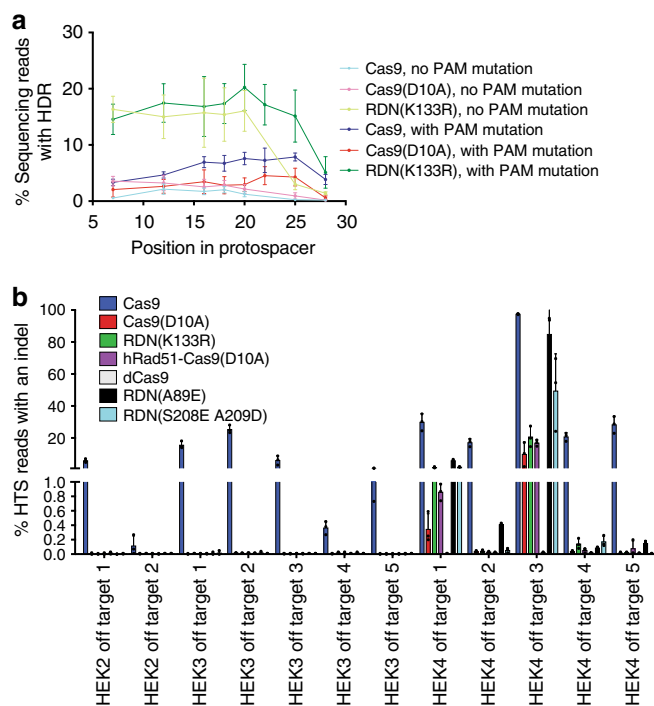 a
% Sequencing reads
with HDR
30
20
10
0
5
10
15
20
25
30
Position in protospacer
Cas9, no PAM mutation
Cas9(D10A), no PAM mutation
RDN(K133R), no PAM mutation
Cas9, with PAM mutation
Cas9(D10A), with PAM mutation
RDN(K133R), with PAM mutation
b
% HTS reads with an indel
100
80
60
40
20
1.0
0.8
0.6
0.4
0.2
0.0
Cas9
Cas9(D10A)
RDN(K133R)
hRad51-Cas9(D10A)
dCas9
RDN(A89E)
RDN(S208E A209D)
HEK2 off target 1
HEK2 off target 2
HEK3 off target 1
HEK3 off target 2
HEK3 off target 3
HEK3 off target 4
HEK3 off target 5
HEK4 off target 1
HEK4 off target 2
HEK4 off target 3
HEK4 off target 4
HEK4 off target 5